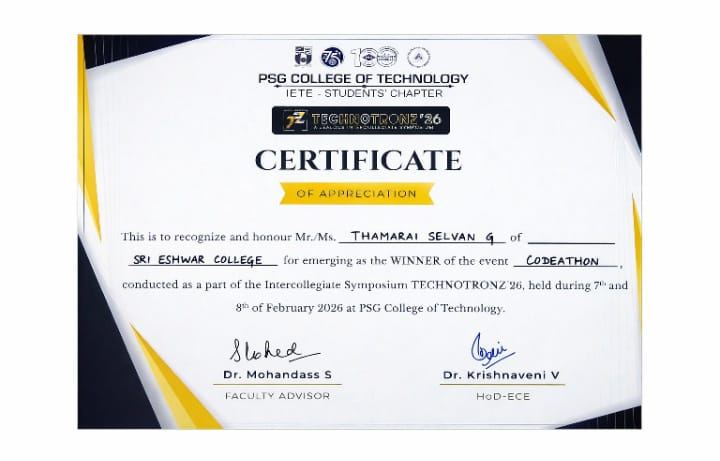 75
100
PSG COLLEGE OF TECHNOLOGY
IETE - STUDENTS' CHAPTER
TZ TECHNOTRONZ'26
CERTIFICATE
OF APPRECIATION
This is to recognize and honour Mr./Ms. THAMARAI SELVAN G of
SRI ESHWAR COLLEGE for emerging as the WINNER of the event CODEATHON,
conducted as a part of the Intercollegiate Symposium TECHNOTRONZ'26, held during 7th and
8th of February 2026 at PSG College of Technology.
Dr. Mohandass S Dr. Krishnaveni V
FACULTY ADVISOR HoD-ECE